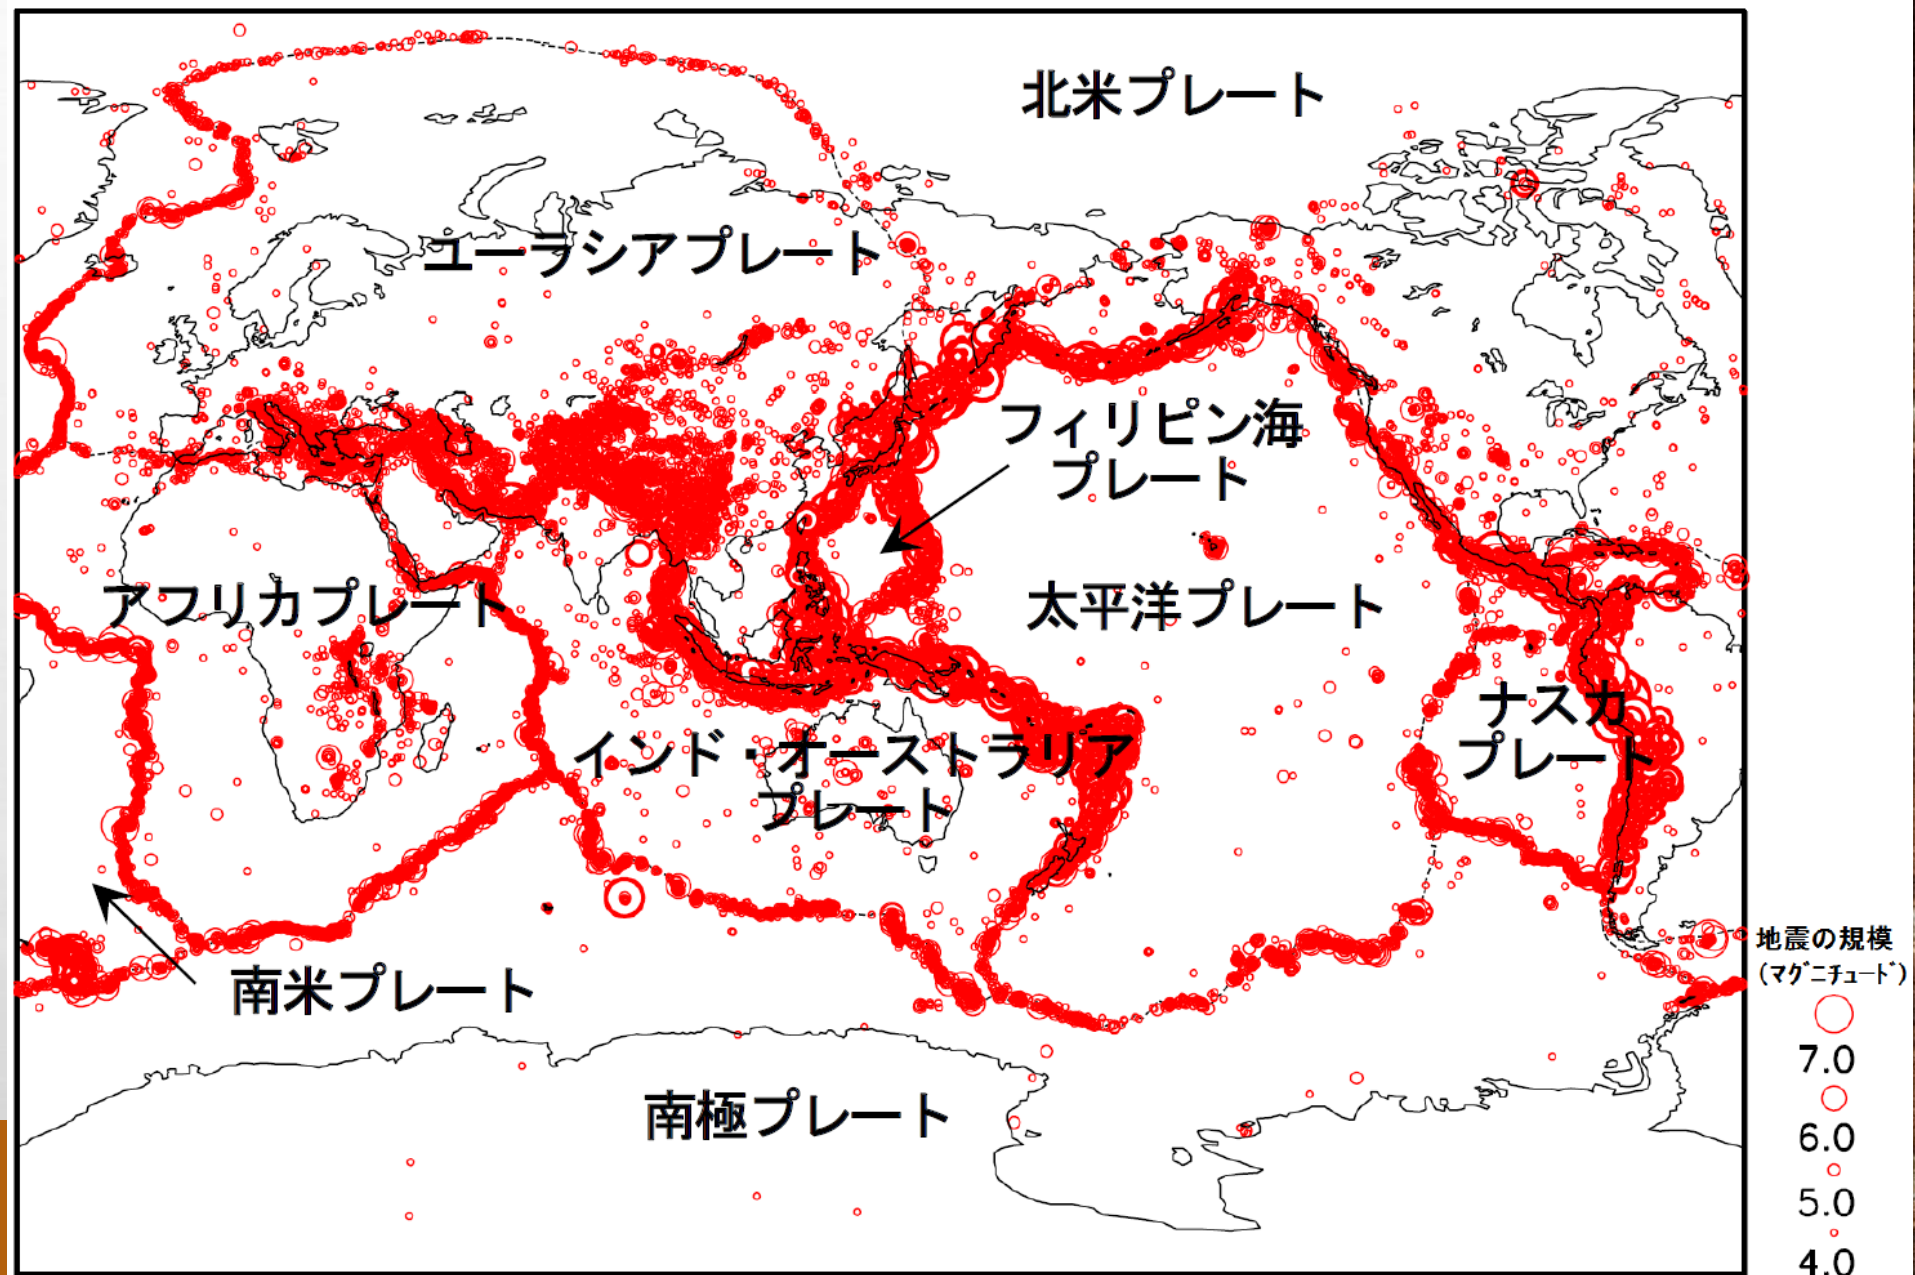 北米プレート
ユーラシアプレート
フィリピン海
プレート
アフリカプレート
太平洋プレート
ナスカ
プレート
インド・オーストラリア
プレート
南米プレート
南極プレート
地震の規模
(マグニチュード)
7.0
6.0
5.0
4.0